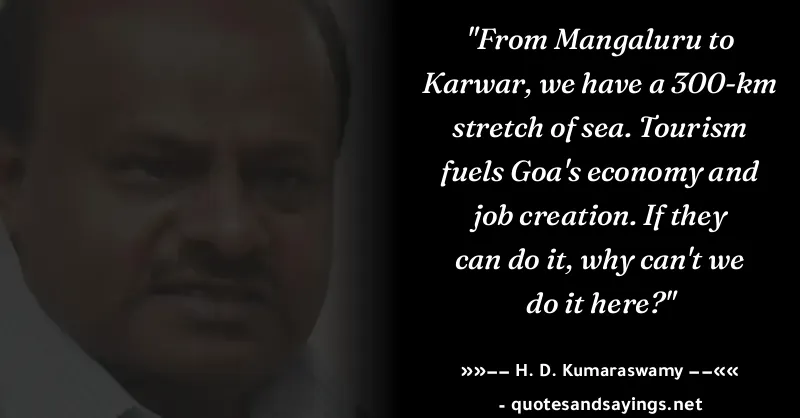 "From Mangaluru to
Karwar, we have a 300-km
stretch of sea. Tourism
fuels Goa's economy and
job creation. If they
can do it, why can't we
do it here?"
»»–– H. D. Kumaraswamy ––««
- quotesandsayings.net